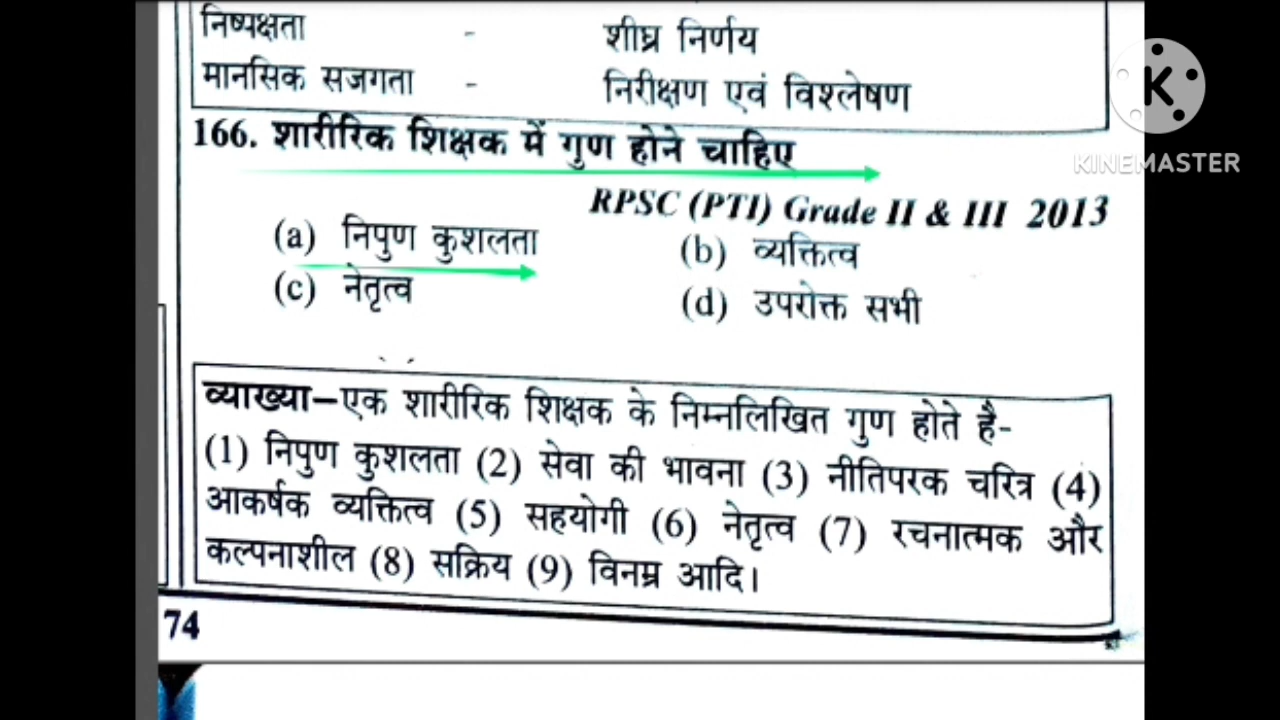 निष्पक्षता - शीघ्र निर्णय
मानसिक सजगता - निरीक्षण एवं विश्लेषण
KINEMASTER
166. शारीरिक शिक्षक में गुण होने चाहिए
RPSC (PTI) Grade II & III 2013
(a) निपुण कुशलता (b) व्यक्तित्व
(c) नेतृत्व (d) उपरोक्त सभी
व्याख्या–एक शारीरिक शिक्षक के निम्नलिखित गुण होते है-
(1) निपुण कुशलता (2) सेवा की भावना (3) नीतिपरक चरित्र (4)
आकर्षक व्यक्तित्व (5) सहयोगी (6) नेतृत्व (7) रचनात्मक और
कल्पनाशील (8) सक्रिय (9) विनम्र आदि।
74